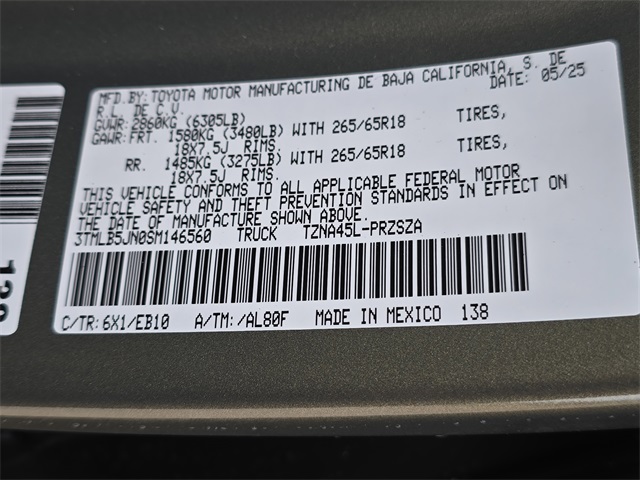 MFD.BY: TOYOTA MOTOR MANUFACTURING DE BAJA CALIFORNIA, S. DE
R.L. DE C.V. DATE: 05/25
GVWR: 2860KG (6305LB)
GAWR: FRT. 1580KG (3480LB) WITH 265/65R18 TIRES,
18X7.5J RIMS.
RR. 1485KG (3275LB) WITH 265/65R18 TIRES,
18X7.5J RIMS.
THIS VEHICLE CONFORMS TO ALL APPLICABLE FEDERAL MOTOR
VEHICLE SAFETY AND THEFT PREVENTION STANDARDS IN EFFECT ON
THE DATE OF MANUFACTURE SHOWN ABOVE.
3TMLB5JN0SM146560 TRUCK TZNA45L-PRZSZA
C/TR: 6X1/EB10 A/TM: /AL80F MADE IN MEXICO 138